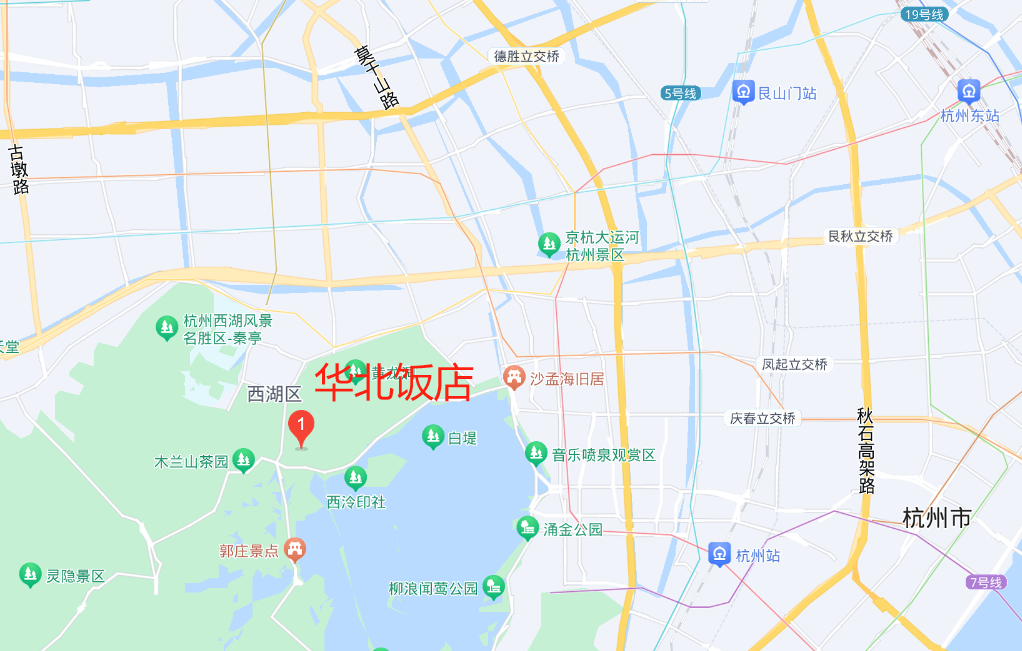 19号线
德胜立交桥
莫干山路
5号线
艮山门站
杭州东站
古墩路
京杭大运河
杭州景区
艮秋立交桥
杭州西湖风景
名胜区-秦亭
天堂
凤起立交桥
华北饭店
黄龙洞
沙孟海旧居
西湖区
庆春立交桥
秋石高架路
1
白堤
音乐喷泉观赏区
木兰山茶园
西泠印社
杭州市
涌金公园
郭庄景点
杭州站
灵隐景区
柳浪闻莺公园
7号线